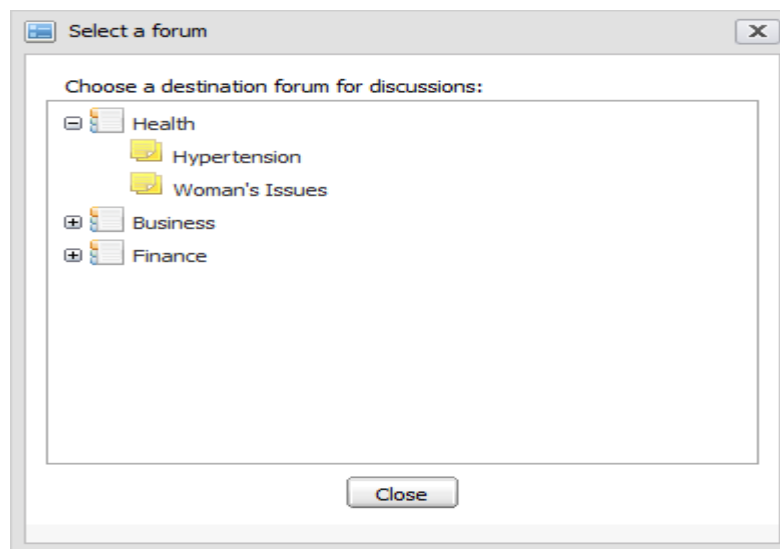 Select a forum
Choose a destination forum for discussions:
Health
Hypertension
Woman's Issues
Business
Finance
Close